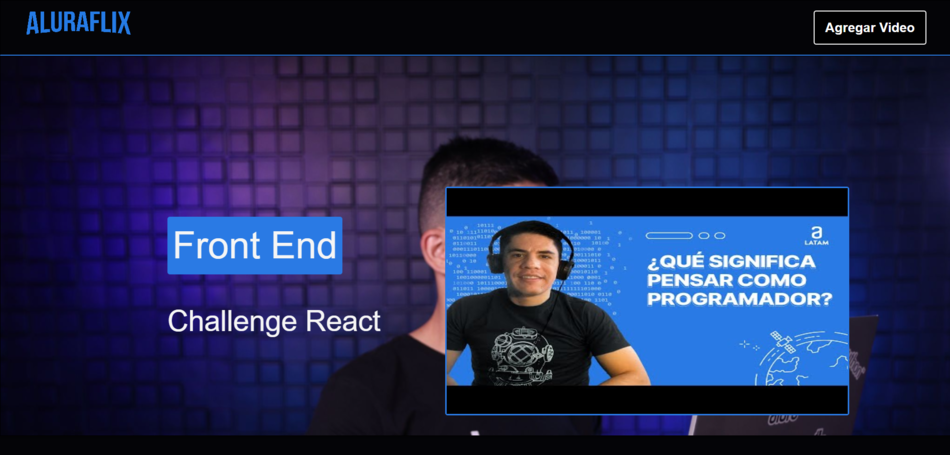 ALURAFLIX
Agregar Video
Front End
Challenge React
a
LATAM
¿QUÉ SIGNIFICA
PENSAR COMO
PROGRAMADOR?